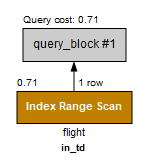 Query cost: 0.71
query_block #1
0.71 1 row
Index Range Scan
flight
in_td